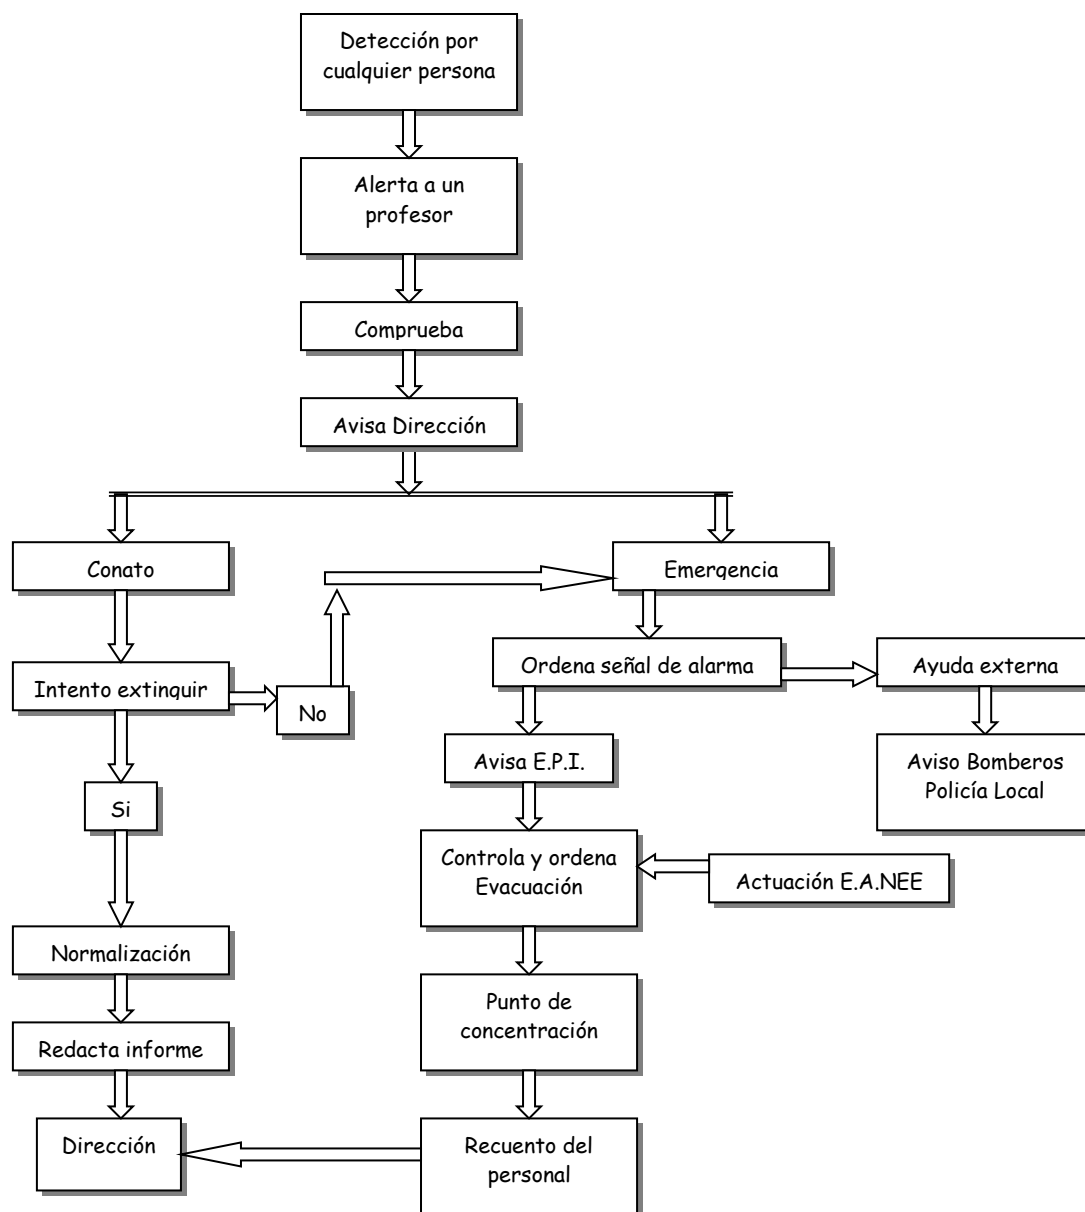 Detección por
cualquier persona
Alerta a un
profesor
Comprueba
Avisa Dirección
Conato
Emergencia
Intento extinguir
No
Ordena señal de alarma
Ayuda externa
Avisa E.P.I.
Aviso Bomberos
Policía Local
Si
Controla y ordena
Evacuación
Actuación E.A.NEE
Normalización
Punto de
concentración
Redacta informe
Dirección
Recuento del
personal